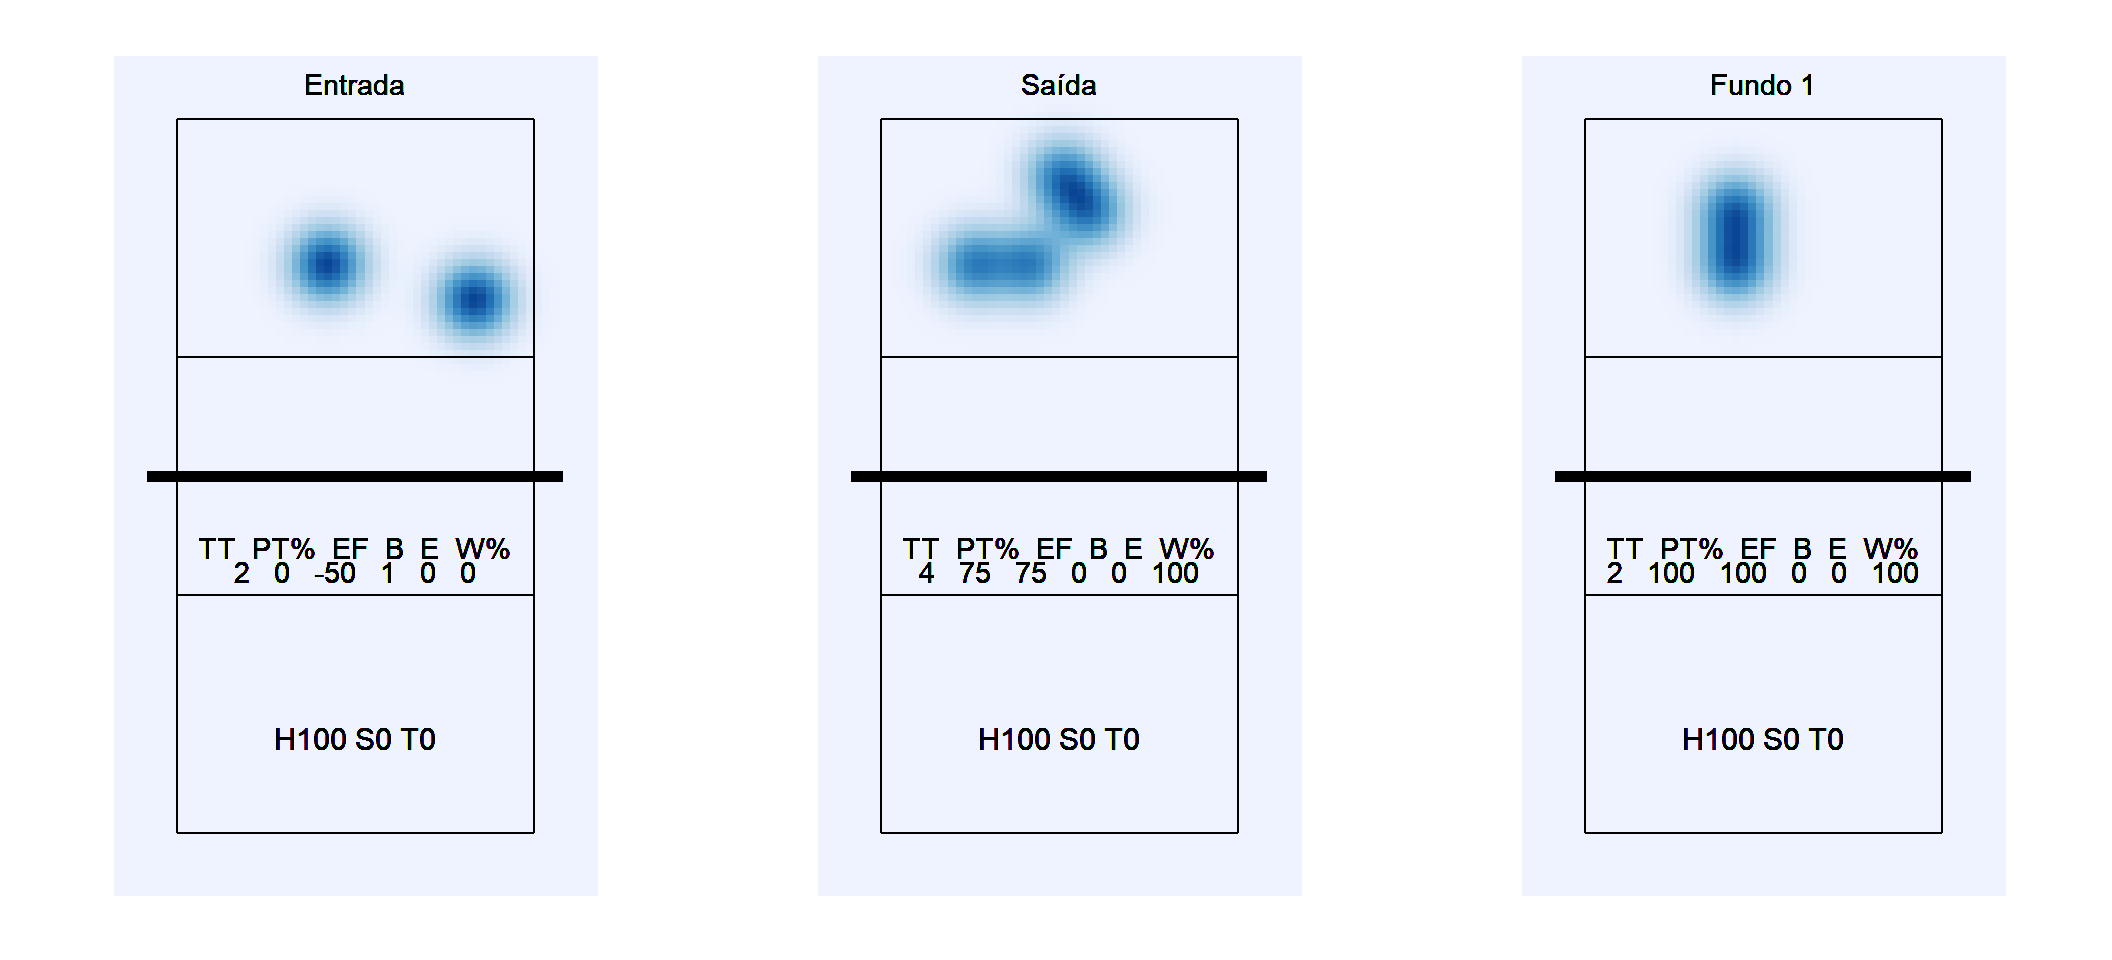 Entrada
TT PT% EF B E W%
2 0 -50 1 0 0
H100 S0 T0
Saída
TT PT% EF B E W%
4 75 75 0 0 100
H100 S0 T0
Fundo 1
TT PT% EF B E W%
2 100 100 0 0 100
H100 S0 T0